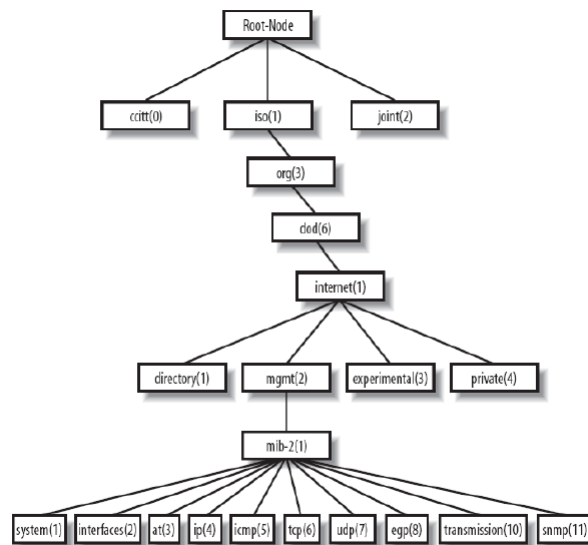 Root-Node
ccitt(0) iso(1) joint(2)
org(3)
dod(6)
internet(1)
directory(1) mgmt(2) experimental(3) private(4)
mib-2(1)
system(1) interfaces(2) at(3) ip(4) icmp(5) tcp(6) udp(7) egp(8) transmission(10) snmp(11)